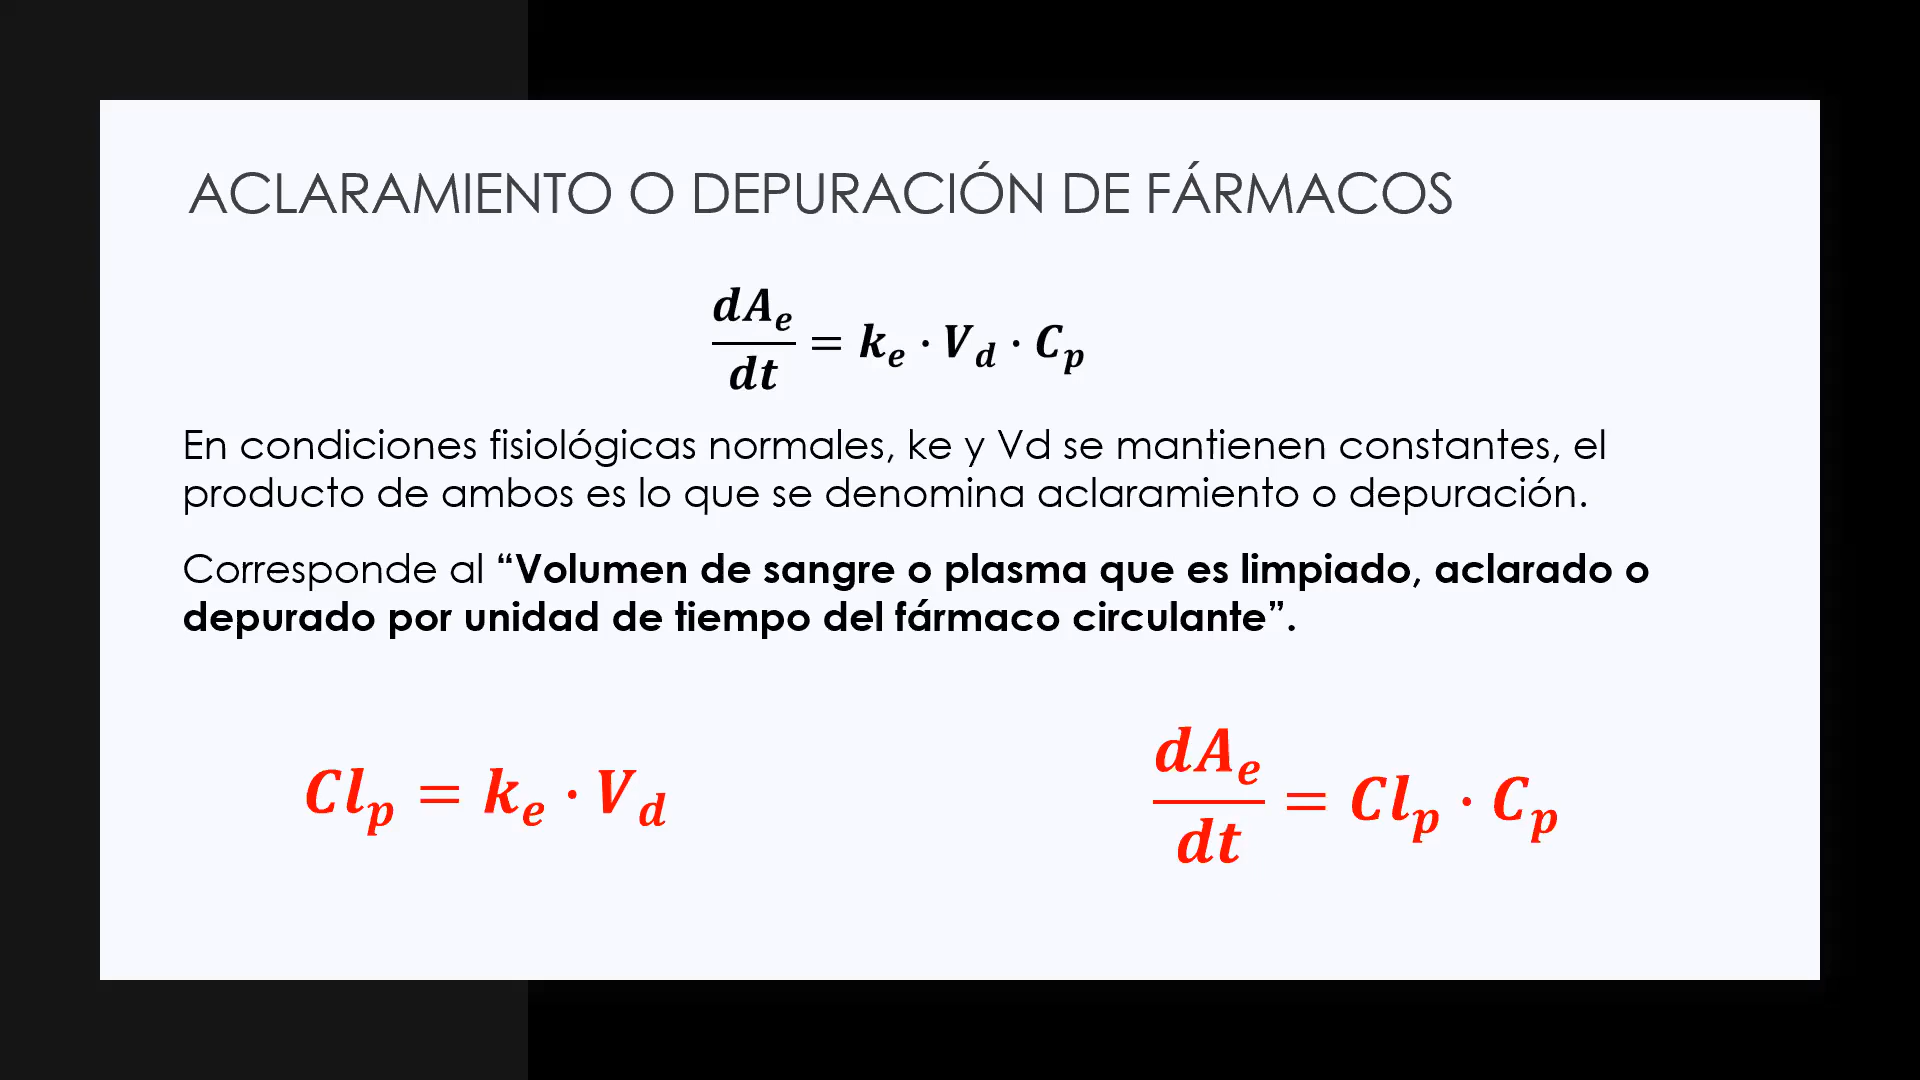 ACLARAMIENTO O DEPURACIÓN DE FÁRMACOS
dA_e/dt = k_e · V_d · C_p
En condiciones fisiológicas normales, ke y Vd se mantienen constantes, el
producto de ambos es lo que se denomina aclaramiento o depuración.
Corresponde al “Volumen de sangre o plasma que es limpiado, aclarado o
depurado por unidad de tiempo del fármaco circulante”.
Cl_p = k_e · V_d
dA_e/dt = Cl_p · C_p